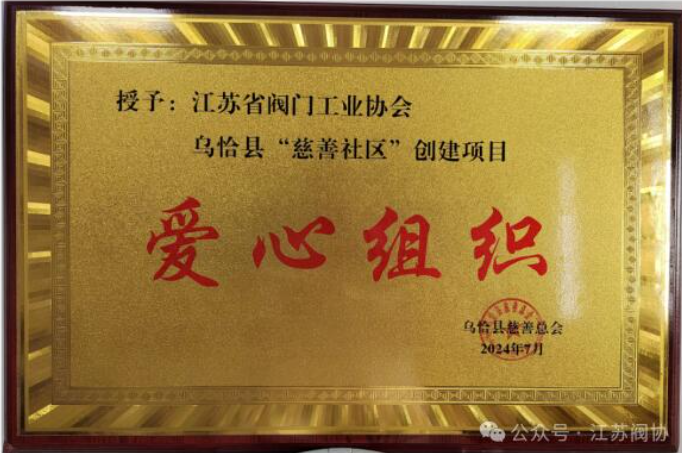 授予：江苏省阀门工业协会
乌恰县“慈善社区”创建项目
爱心组织
乌恰县慈善总会
2024年7月
公众号·江苏阀协